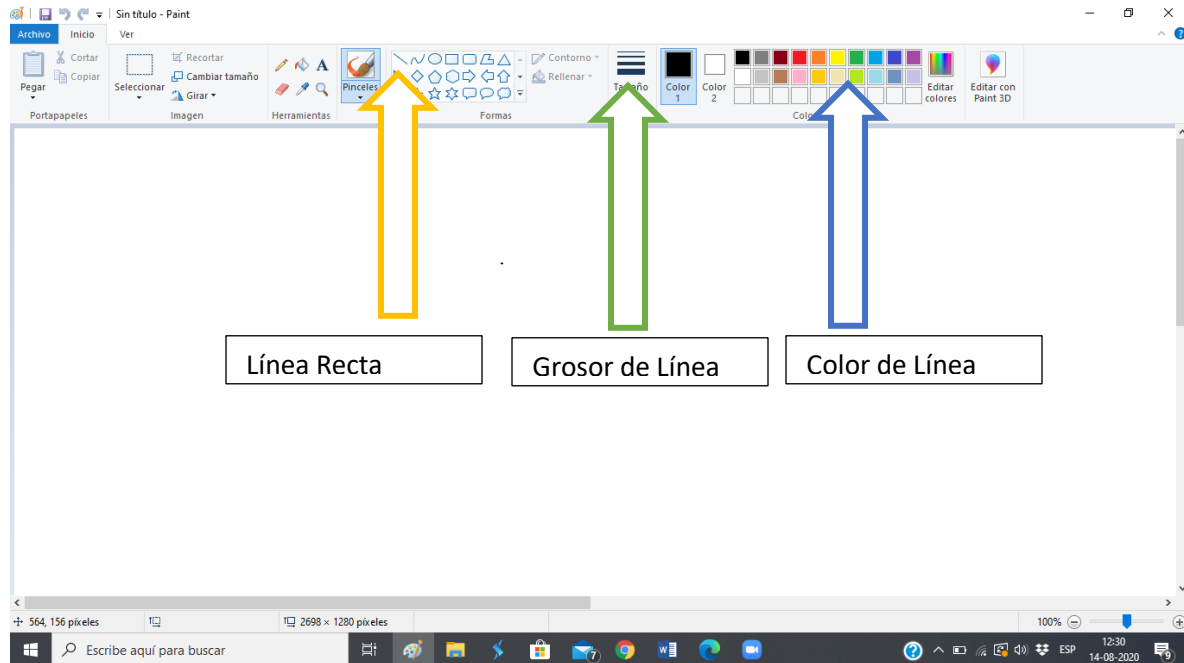 Sin título - Paint
Archivo Inicio Ver
Pegar
Cortar
Copiar
Portapapeles
Seleccionar
Recortar
Cambiar tamaño
Girar
Imagen
A
Herramientas
Pinceles
Contorno
Rellenar
Formas
Color 1
Color 2
Editar colores
Editar con Paint 3D
Línea Recta
Grosor de Línea
Color de Línea
564, 156 píxeles
2698 × 1280 píxeles
100%
Escribe aquí para buscar
7
ESP
12:30
14-08-2020
9